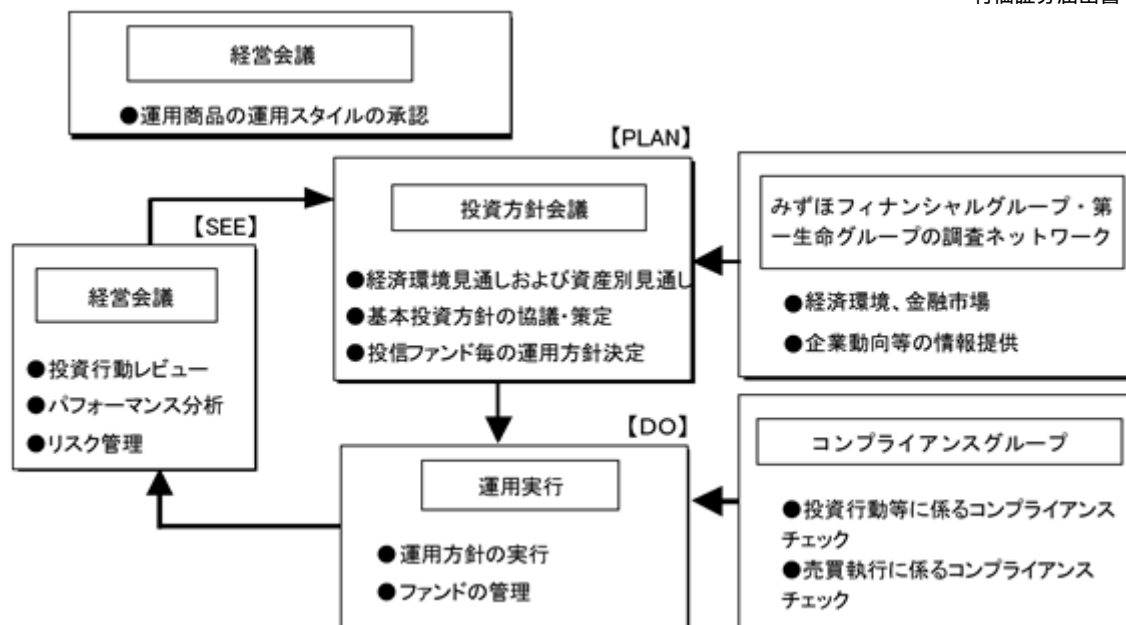 経営会議
●運用商品の運用スタイルの承認
【PLAN】
投資方針会議
●経済環境見通しおよび資産別見通し
●基本投資方針の協議・策定
●投信ファンド毎の運用方針決定
みずほフィナンシャルグループ・第
一生命グループの調査ネットワーク
●経済環境、金融市場
●企業動向等の情報提供
【SEE】
経営会議
●投資行動レビュー
●パフォーマンス分析
●リスク管理
【DO】
運用実行
●運用方針の実行
●ファンドの管理
コンプライアンスグループ
●投資行動等に係るコンプライアンス
チェック
●売買執行に係るコンプライアンス
チェック